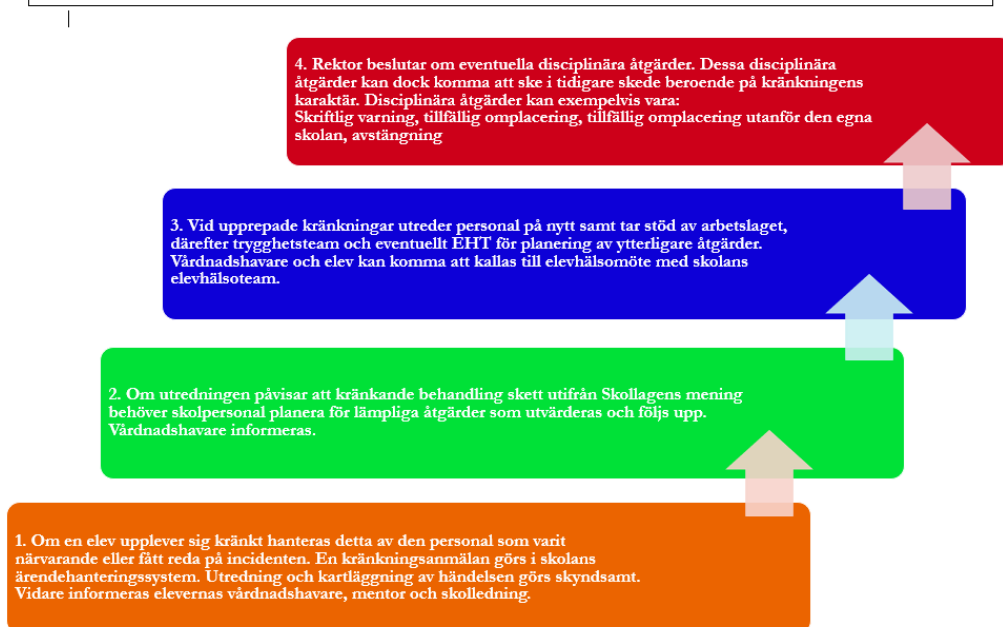 4. Rektor beslutar om eventuella disciplinära åtgärder. Dessa disciplinära
åtgärder kan dock komma att ske i tidigare skede beroende på kränkningens
karaktär. Disciplinära åtgärder kan exempelvis vara:
Skriftlig varning, tillfällig omplacering, tillfällig omplacering utanför den egna
skolan, avstängning
3. Vid upprepade kränkningar utreder personal på nytt samt tar stöd av arbetslaget,
därefter trygghetsteam och eventuellt EHT för planering av ytterligare åtgärder.
Vårdnadshavare och elev kan komma att kallas till elevhälsomöte med skolans
elevhälsoteam.
2. Om utredningen påvisar att kränkande behandling skett utifrån Skollagens mening
behöver skolpersonal planera för lämpliga åtgärder som utvärderas och följs upp.
Vårdnadshavare informeras.
1. Om en elev upplever sig kränkt hanteras detta av den personal som varit
närvarande eller fått reda på incidenten. En kränkningsanmälan görs i skolans
ärendehanteringssystem. Utredning och kartläggning av händelsen görs skyndsamt.
Vidare informeras elevernas vårdnadshavare, mentor och skolledning.